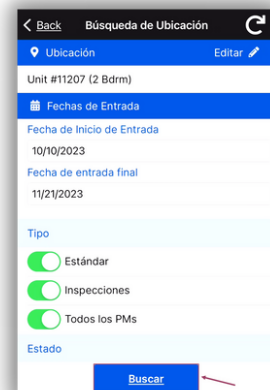 Back Búsqueda de Ubicación
Ubicación Editar
Unit #11207 (2 Bdrm)
Fechas de Entrada
Fecha de Inicio de Entrada
10/10/2023
Fecha de entrada final
11/21/2023
Tipo
Estándar
Inspecciones
Todos los PMs
Estado
Buscar